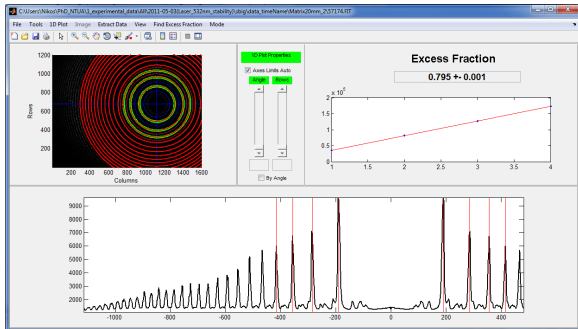 C:\Users\Nikos\PhD_NTUA\3_experimental_data\All\2011-05-03\Laser_532nm_stability\sbig\data_timeName\Matrix20mm_2\57174.FIT
File Tools 1D Plot Image Extract Data View Find Excess Fraction Mode
1D Plot Properties
Axes Limits Auto
Angle Rows
By Angle
Rows
1200
1000
800
600
400
200
200 400 600 800 1000 1200 1400 1600
Columns
Excess Fraction
0.795 +- 0.001
2
1.5
1
0.5
0
1 1.5 2 2.5 3 3.5 4
9000
8000
7000
6000
5000
4000
3000
2000
-1000 -800 -600 -400 -200 0 200 400